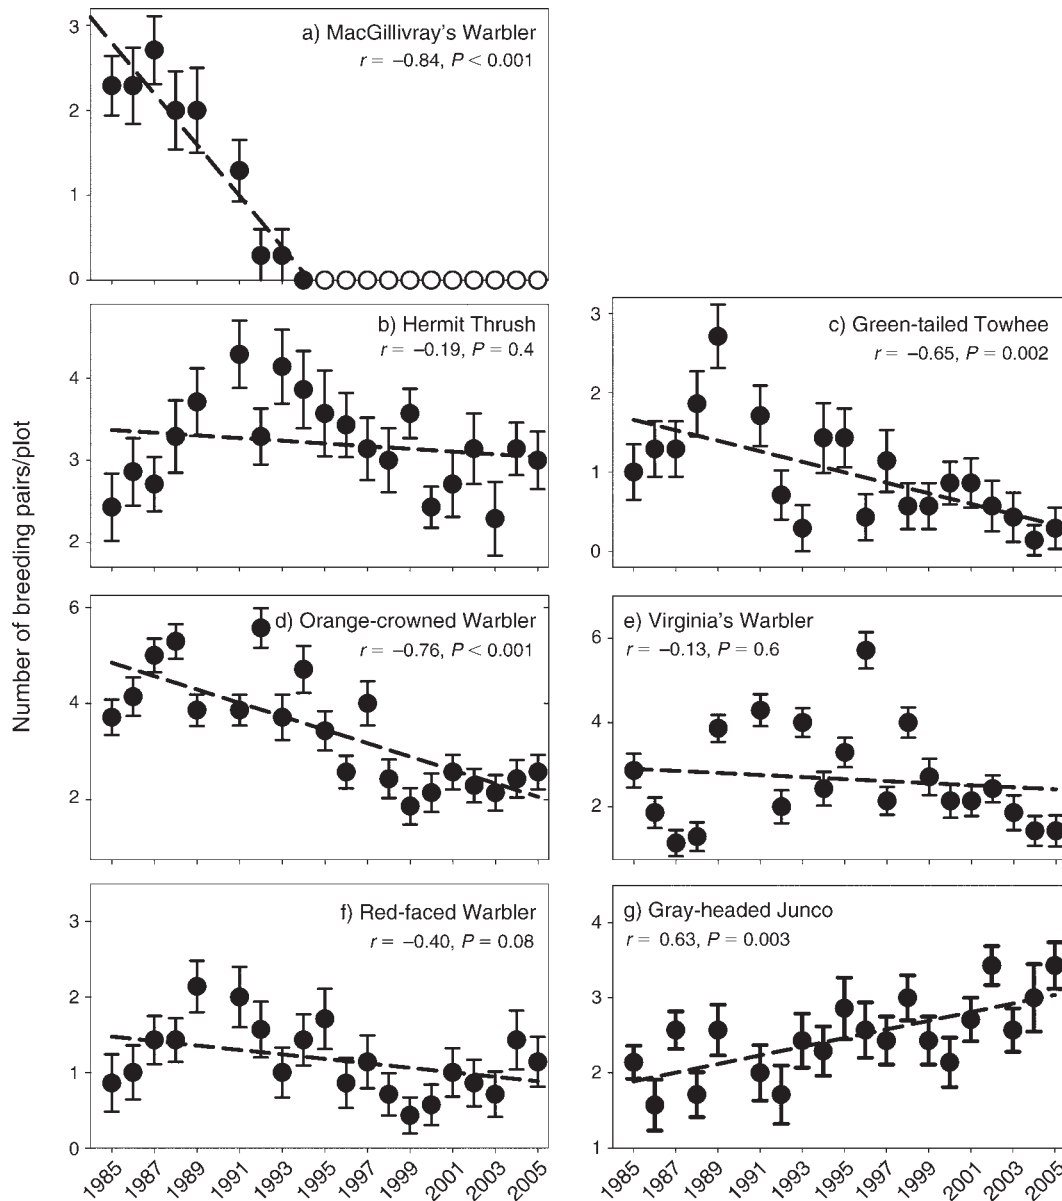 Number of breeding pairs/plot
a) MacGillivray's Warbler
r = −0.84, P < 0.001
3
2
1
0
b) Hermit Thrush
r = −0.19, P = 0.4
4
3
2
c) Green-tailed Towhee
r = −0.65, P = 0.002
3
2
1
0
d) Orange-crowned Warbler
r = −0.76, P < 0.001
6
4
2
e) Virginia's Warbler
r = −0.13, P = 0.6
6
4
2
f) Red-faced Warbler
r = −0.40, P = 0.08
3
2
1
0
g) Gray-headed Junco
r = 0.63, P = 0.003
4
3
2
1
1985 1987 1989 1991 1993 1995 1997 1999 2001 2003 2005
1985 1987 1989 1991 1993 1995 1997 1999 2001 2003 2005